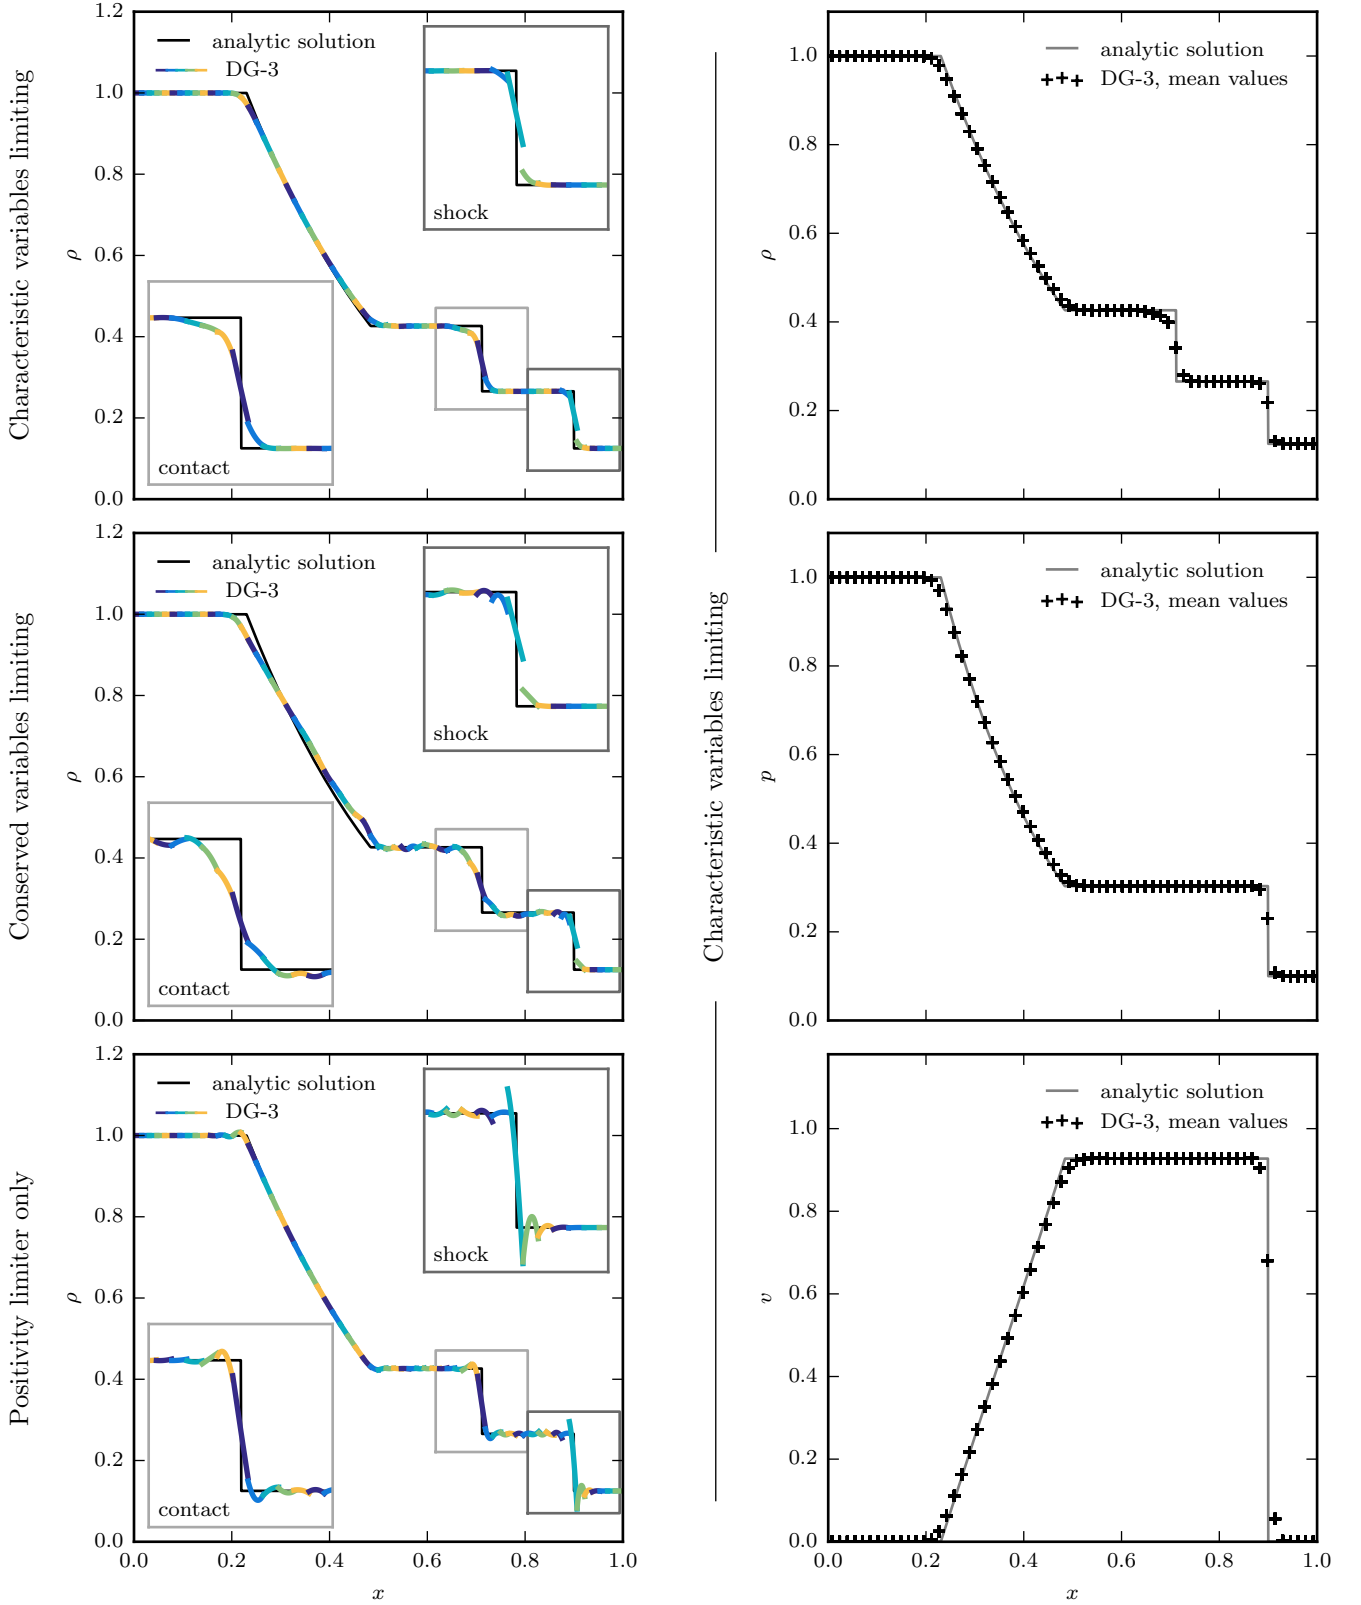 Characteristic variables limiting
1.2
1.0
0.8
0.6
0.4
0.2
0.0
ρ
analytic solution
DG-3
shock
contact
Conserved variables limiting
1.2
1.0
0.8
0.6
0.4
0.2
0.0
ρ
analytic solution
DG-3
shock
contact
Positivity limiter only
1.2
1.0
0.8
0.6
0.4
0.2
0.0
ρ
analytic solution
DG-3
shock
contact
0.0 0.2 0.4 0.6 0.8 1.0
x
Characteristic variables limiting
1.0
0.8
0.6
0.4
0.2
0.0
ρ
analytic solution
DG-3, mean values
1.0
0.8
0.6
0.4
0.2
0.0
p
analytic solution
DG-3, mean values
1.0
0.8
0.6
0.4
0.2
0.0
v
analytic solution
DG-3, mean values
0.0 0.2 0.4 0.6 0.8 1.0
x